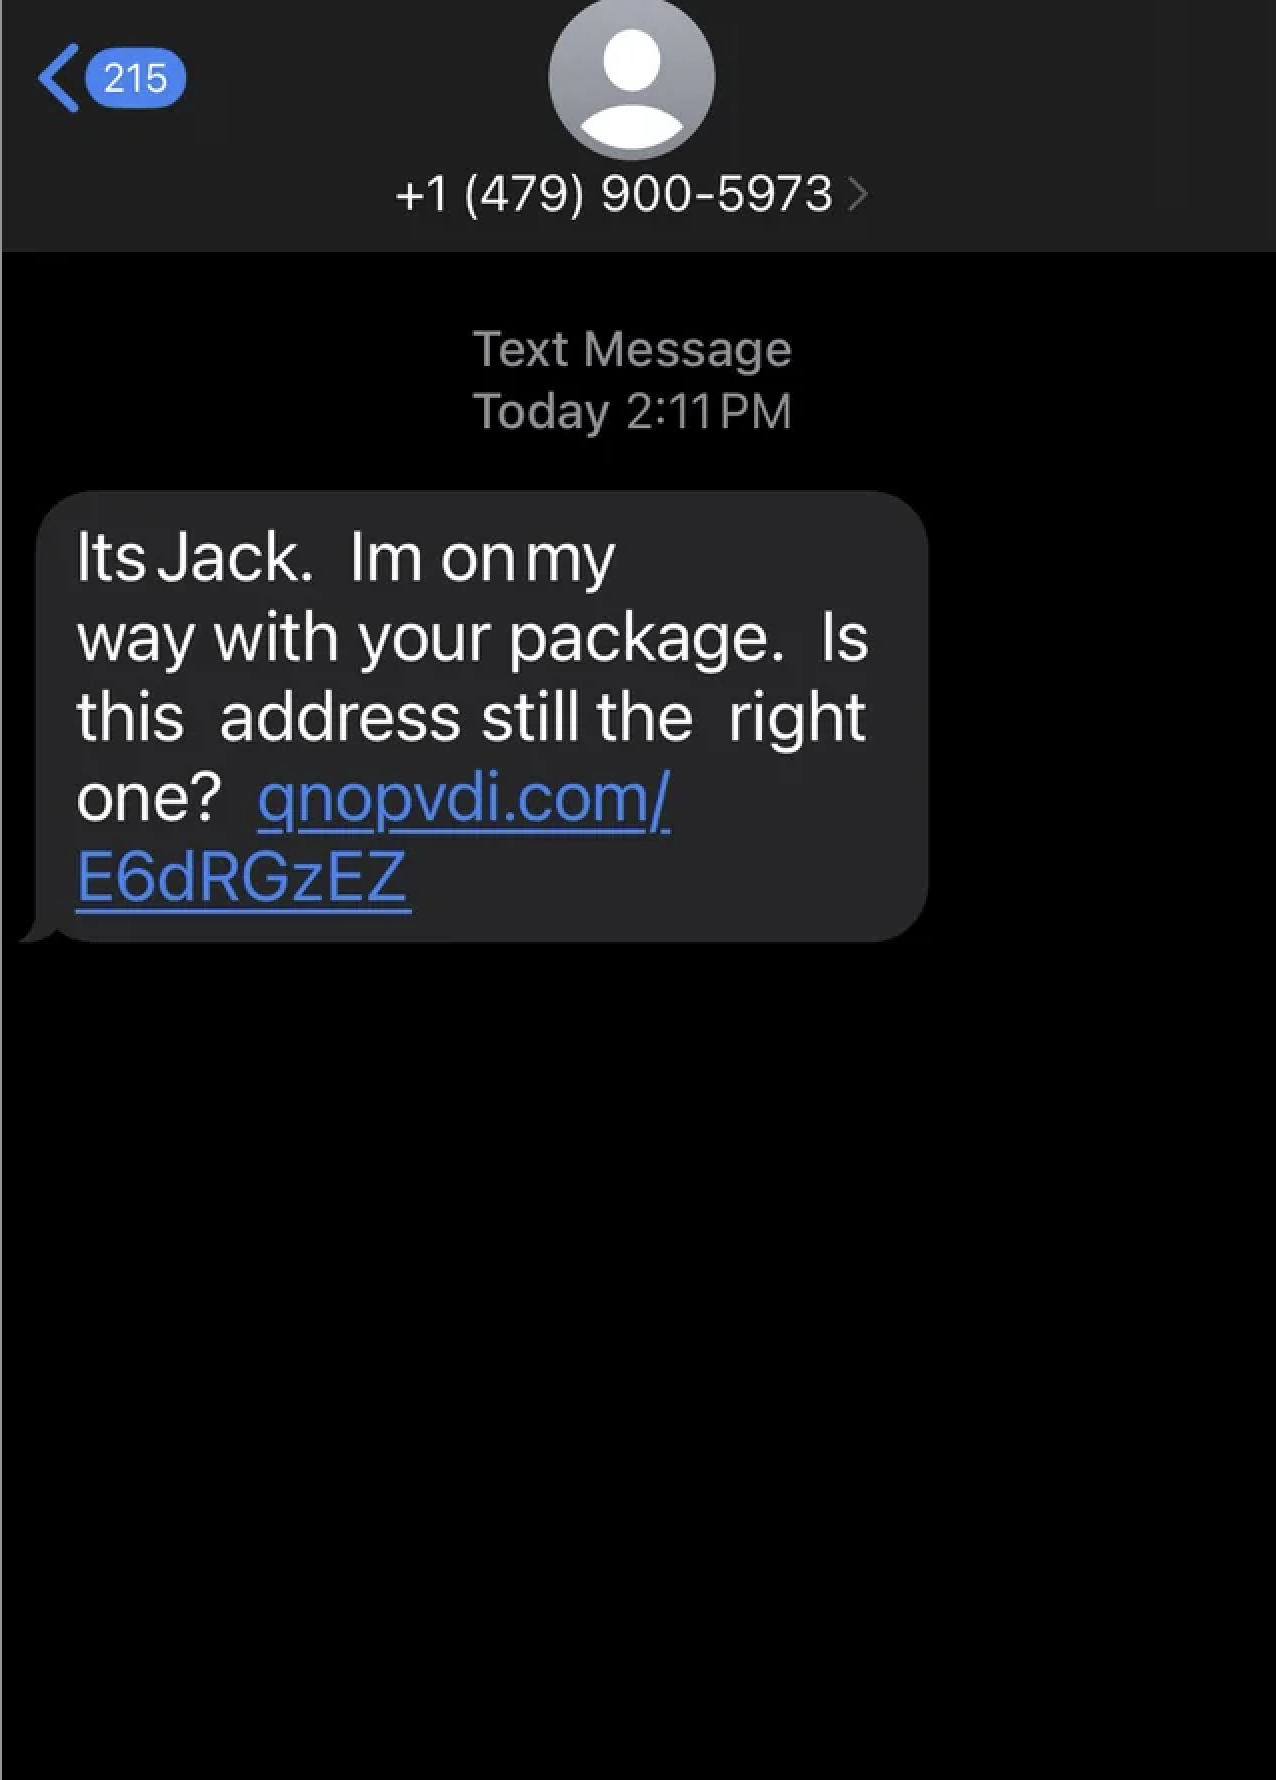 215
+1 (479) 900-5973
Text Message
Today 2:11 PM
Its Jack.  Im on my
way with your package.  Is
this  address still the  right
one?  qnopvdi.com/
E6dRGzEZ